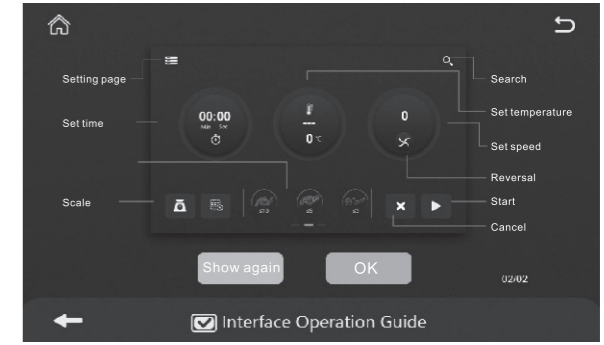 Setting page
Search
Set temperature
Set time
00:00
Min Sec
0 °C
0
Set speed
Reversal
Scale
Start
Cancel
Show again
OK
02/02
Interface Operation Guide